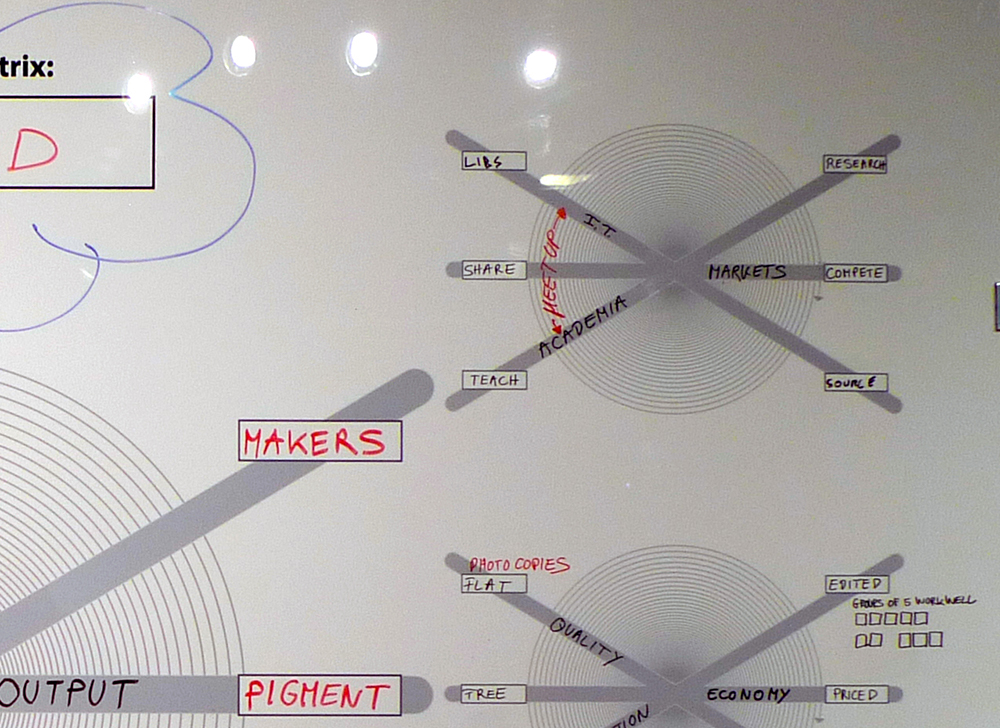 trix:
D
LIBS
RESEARCH
I.T.
SHARE
MEET UP
MARKETS
COMPETE
ACADEMIA
TEACH
SOURCE
MAKERS
PHOTO COPIES
FLAT
EDITED
GROUPS OF 5 WORK WELL
QUALITY
OUTPUT
PIGMENT
TREE
ECONOMY
PRICED
TION